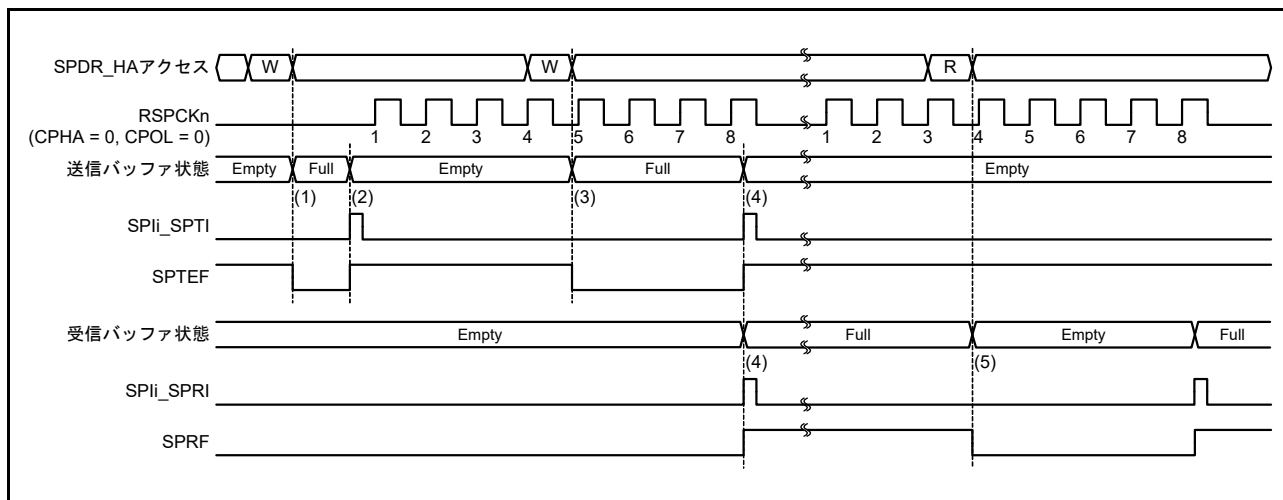 SPDR_HAアクセス W W R
RSPCKn
(CPHA = 0, CPOL = 0)
1 2 3 4 5 6 7 8 1 2 3 4 5 6 7 8
送信バッファ状態 Empty Full Empty Full Empty
(1) (2) (3) (4)
SPIi_SPTI
SPTEF
受信バッファ状態 Empty Full Empty Full
(4) (5)
SPIi_SPRI
SPRF